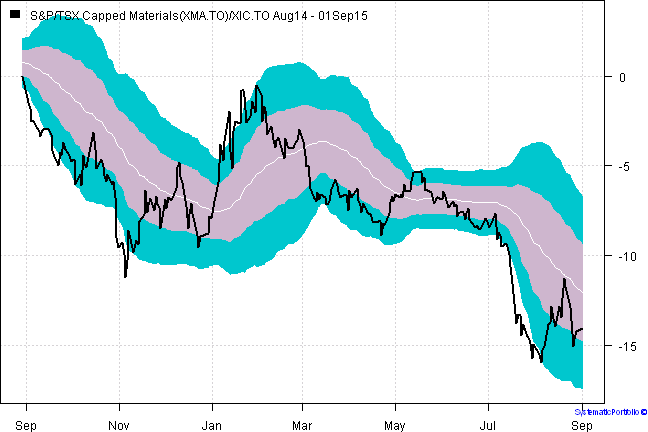 S&P/TSX Capped Materials(XMA.TO)/XIC.TO Aug14 - 01Sep15
0
-5
-10
-15
SystematicPortfolio ©
Sep Nov Jan Mar May Jul Sep